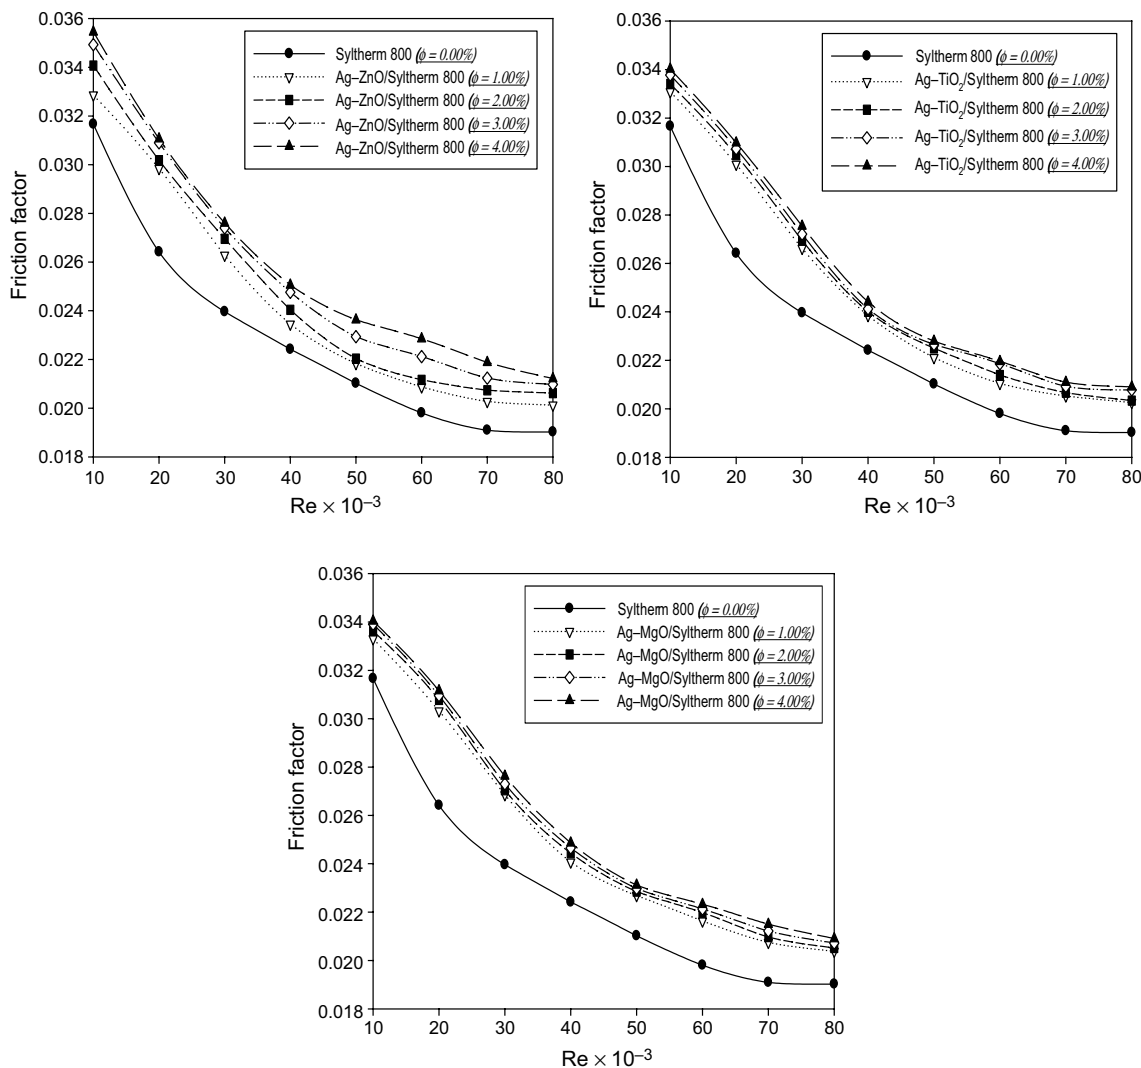 0.036
0.034
0.032
0.030
0.028
0.026
0.024
0.022
0.020
0.018
Friction factor
Syltherm 800 (ϕ = 0.00%)
Ag–ZnO/Syltherm 800 (ϕ = 1.00%)
Ag–ZnO/Syltherm 800 (ϕ = 2.00%)
Ag–ZnO/Syltherm 800 (ϕ = 3.00%)
Ag–ZnO/Syltherm 800 (ϕ = 4.00%)
10 20 30 40 50 60 70 80
Re × 10⁻³
0.036
0.034
0.032
0.030
0.028
0.026
0.024
0.022
0.020
0.018
Friction factor
Syltherm 800 (ϕ = 0.00%)
Ag–TiO₂/Syltherm 800 (ϕ = 1.00%)
Ag–TiO₂/Syltherm 800 (ϕ = 2.00%)
Ag–TiO₂/Syltherm 800 (ϕ = 3.00%)
Ag–TiO₂/Syltherm 800 (ϕ = 4.00%)
10 20 30 40 50 60 70 80
Re × 10⁻³
0.036
0.034
0.032
0.030
0.028
0.026
0.024
0.022
0.020
0.018
Friction factor
Syltherm 800 (ϕ = 0.00%)
Ag–MgO/Syltherm 800 (ϕ = 1.00%)
Ag–MgO/Syltherm 800 (ϕ = 2.00%)
Ag–MgO/Syltherm 800 (ϕ = 3.00%)
Ag–MgO/Syltherm 800 (ϕ = 4.00%)
10 20 30 40 50 60 70 80
Re × 10⁻³